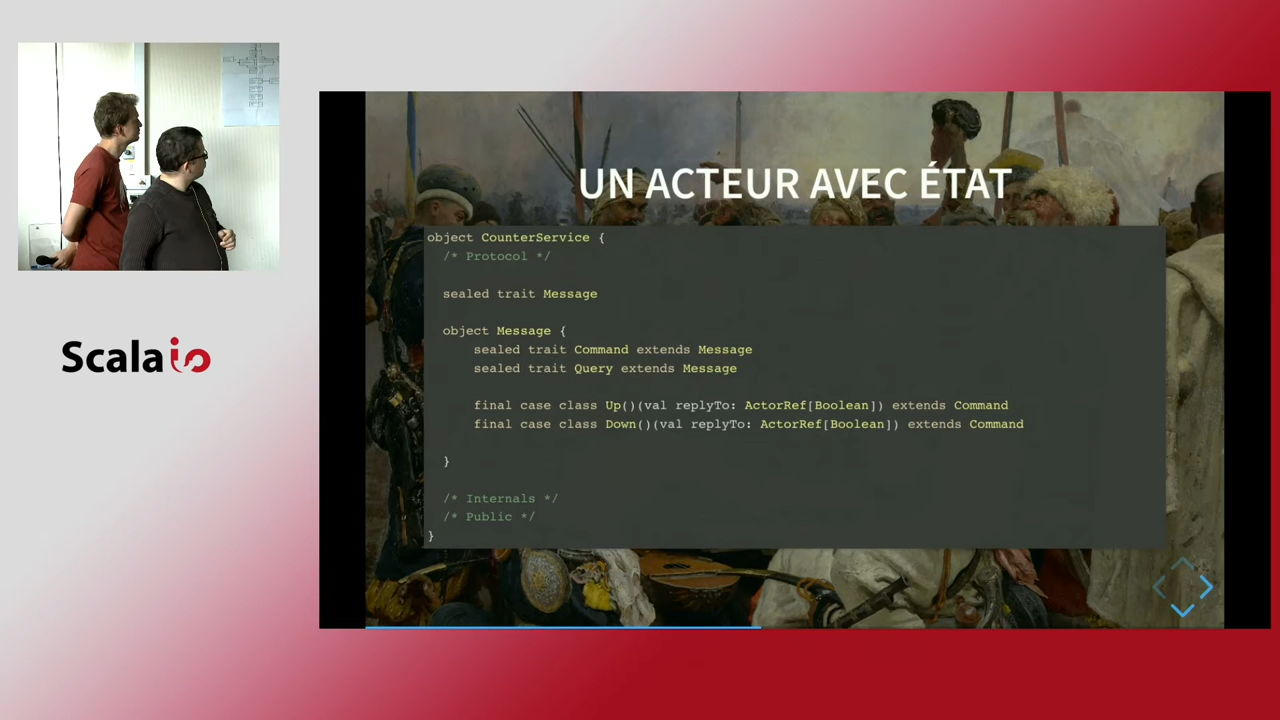 Scalaio
UN ACTEUR AVEC ÉTAT
object CounterService {
/* Protocol */
sealed trait Message
object Message {
sealed trait Command extends Message
sealed trait Query extends Message
final case class Up()(val replyTo: ActorRef[Boolean]) extends Command
final case class Down()(val replyTo: ActorRef[Boolean]) extends Command
}
/* Internals */
/* Public */
}